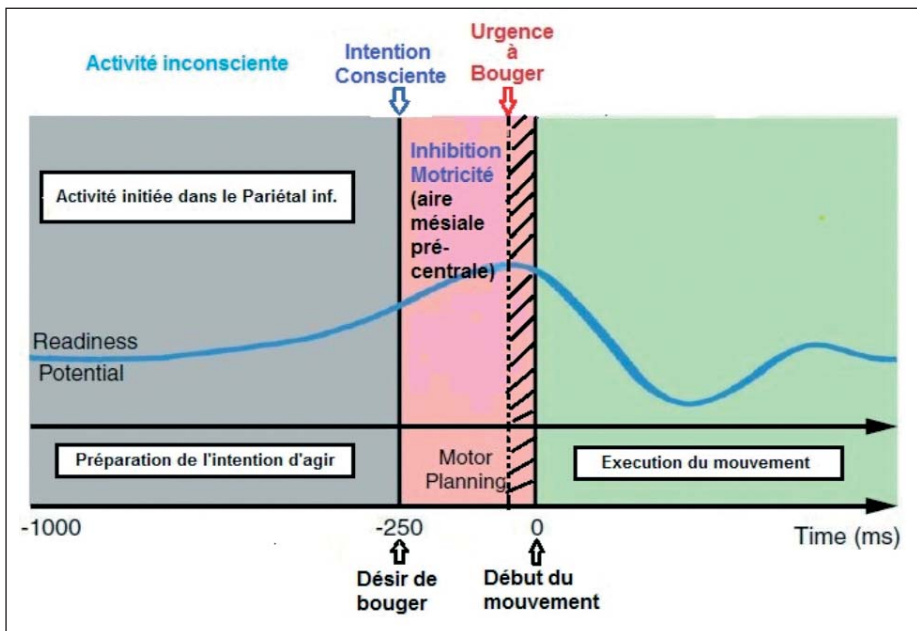 Activité inconsciente
Intention
Consciente
Urgence
à
Bouger
Activité initiée dans le Pariétal inf.
Inhibition
Motricité
(aire
mésiale
pré-
centrale)
Readiness
Potential
Préparation de l'intention d'agir
Motor
Planning
Execution du mouvement
-1000
-250
0
Time (ms)
Désir de
bouger
Début du
mouvement